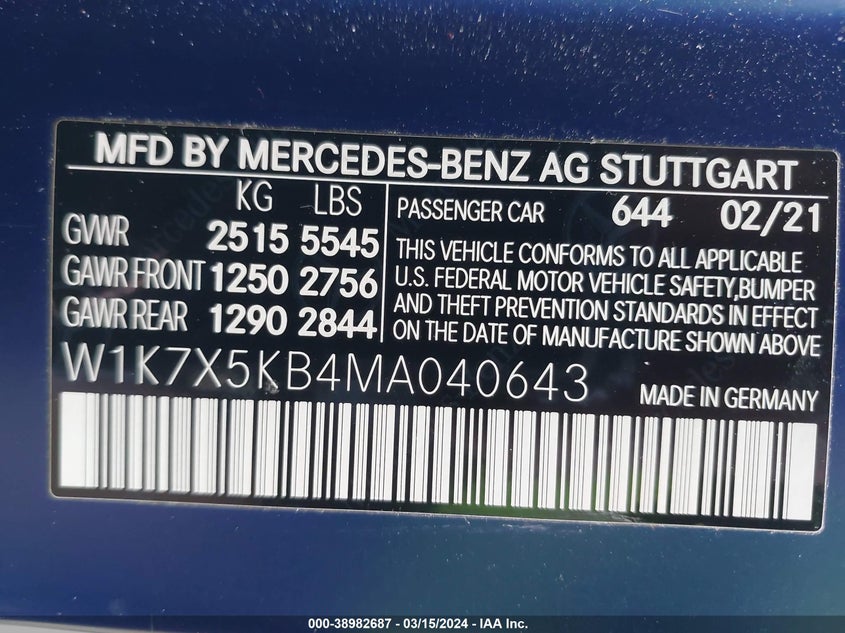 MFD BY MERCEDES-BENZ AG STUTTGART
KG LBS
GVWR 2515 5545
GAWR FRONT 1250 2756
GAWR REAR 1290 2844
PASSENGER CAR 644 02/21
THIS VEHICLE CONFORMS TO ALL APPLICABLE
U.S. FEDERAL MOTOR VEHICLE SAFETY,BUMPER
AND THEFT PREVENTION STANDARDS IN EFFECT
ON THE DATE OF MANUFACTURE SHOWN ABOVE
W1K7X5KB4MA040643 MADE IN GERMANY
000-38982687 - 03/15/2024 - IAA Inc.